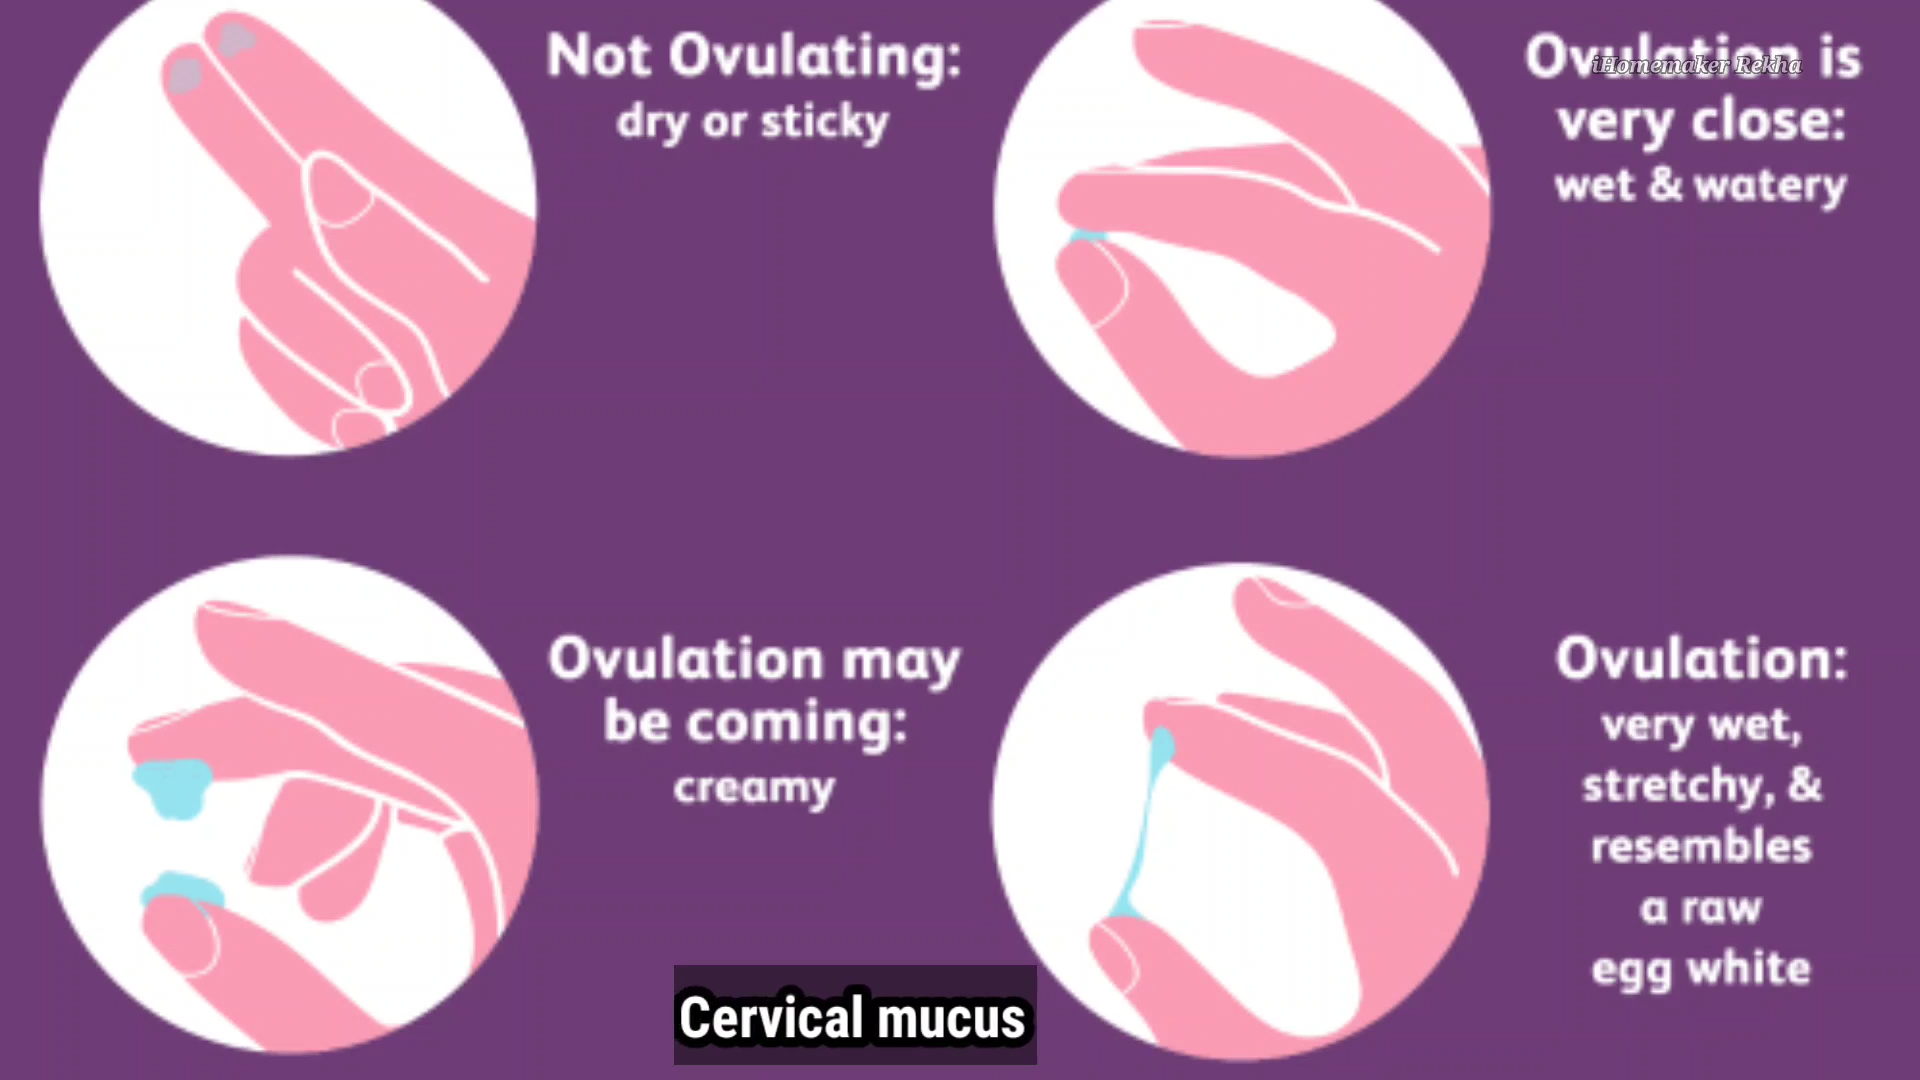 Not Ovulating:
dry or sticky
Ovulation is
iHomemaker Rekha
very close:
wet & watery
Ovulation may
be coming:
creamy
Ovulation:
very wet,
stretchy, &
resembles
a raw
egg white
Cervical mucus